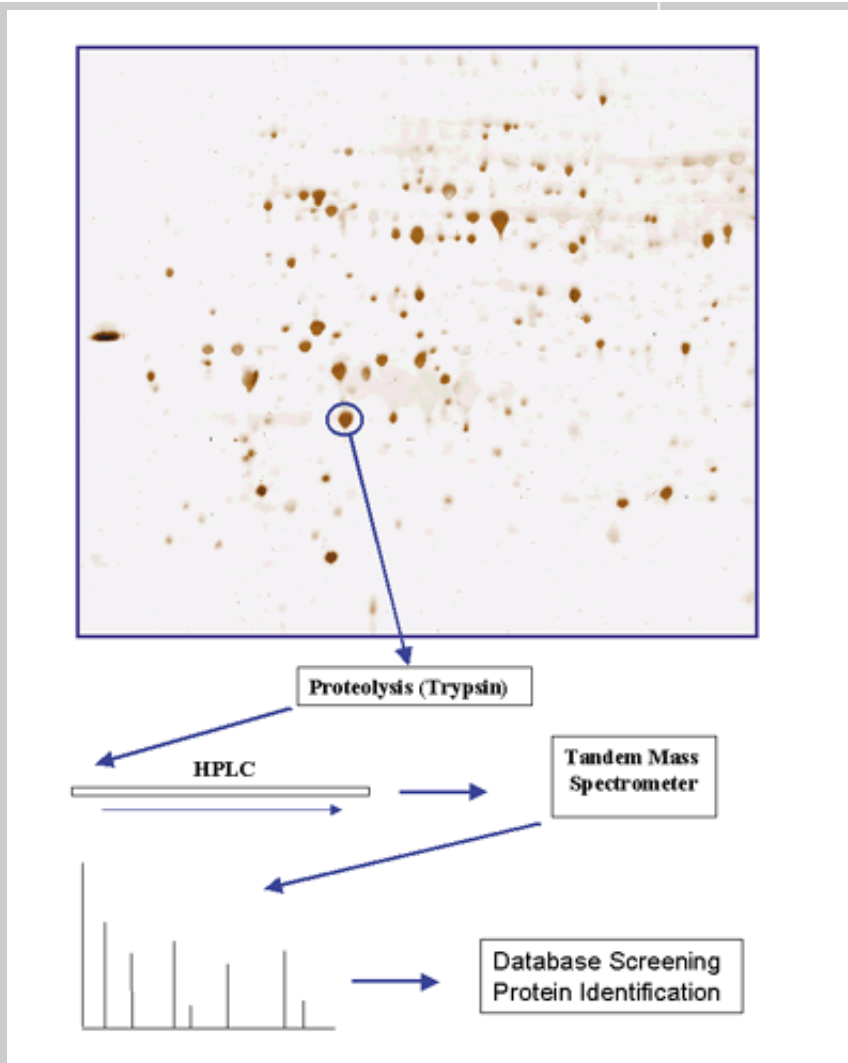 Proteolysis (Trypsin)
HPLC
Tandem Mass
Spectrometer
Database Screening
Protein Identification